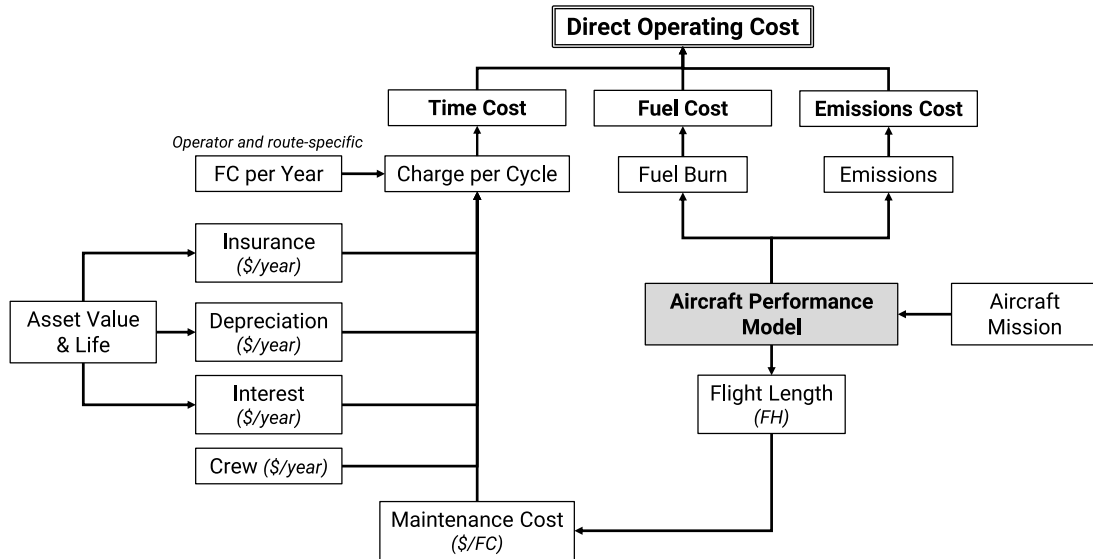 Direct Operating Cost
Time Cost
Fuel Cost
Emissions Cost
Operator and route-specific
FC per Year
Charge per Cycle
Fuel Burn
Emissions
Insurance
($/year)
Asset Value
& Life
Depreciation
($/year)
Aircraft Performance
Model
Aircraft
Mission
Interest
($/year)
Flight Length
(FH)
Crew ($/year)
Maintenance Cost
($/FC)